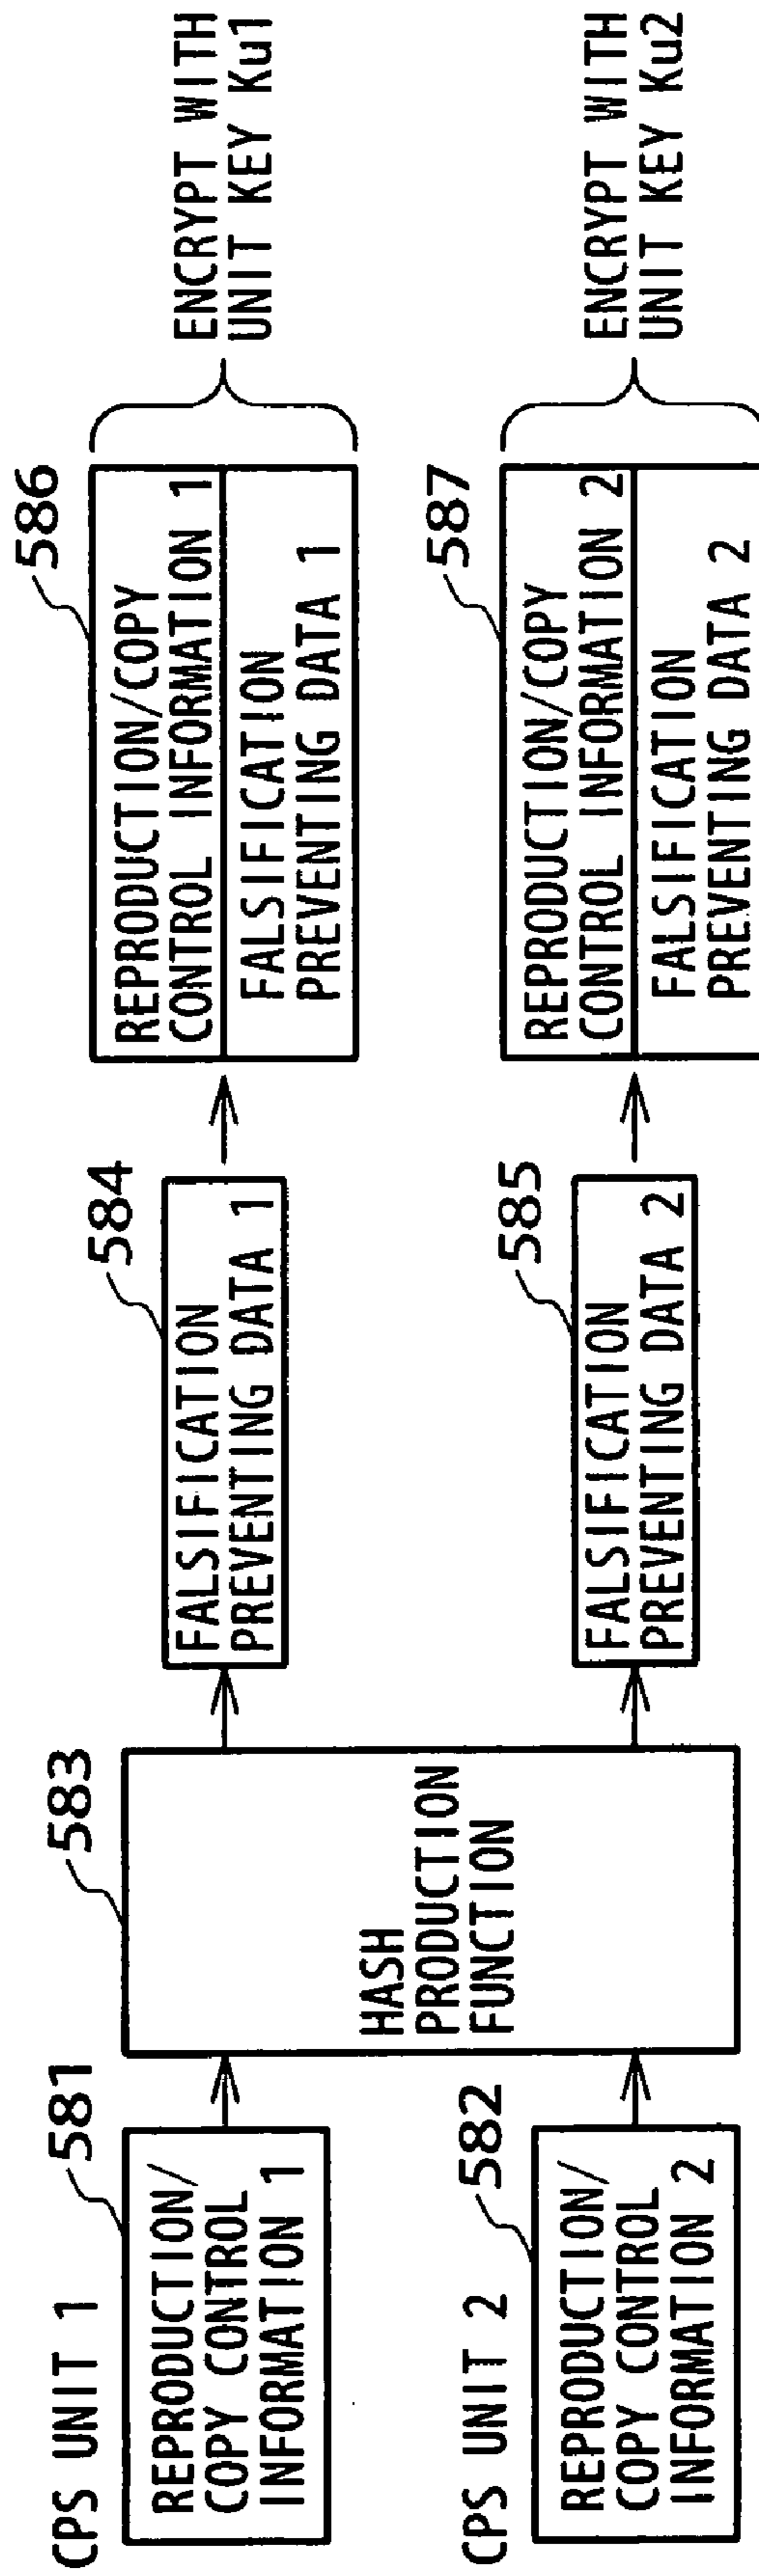 CPS UNIT 1
581
REPRODUCTION/
COPY CONTROL
INFORMATION 1
CPS UNIT 2
582
REPRODUCTION/
COPY CONTROL
INFORMATION 2
583
HASH
PRODUCTION
FUNCTION
584
FALSIFICATION
PREVENTING DATA 1
585
FALSIFICATION
PREVENTING DATA 2
586
REPRODUCTION/COPY
CONTROL INFORMATION 1
FALSIFICATION
PREVENTING DATA 1
ENCRYPT WITH
UNIT KEY Ku1
587
REPRODUCTION/COPY
CONTROL INFORMATION 2
FALSIFICATION
PREVENTING DATA 2
ENCRYPT WITH
UNIT KEY Ku2